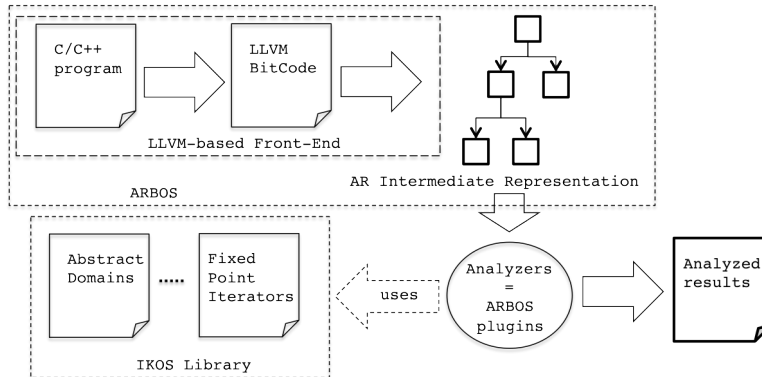 C/C++
program
LLVM
BitCode
LLVM-based Front-End
AR Intermediate Representation
ARBOS
Abstract
Domains
.....
Fixed
Point
Iterators
IKOS Library
uses
Analyzers
=
ARBOS
plugins
Analyzed
results